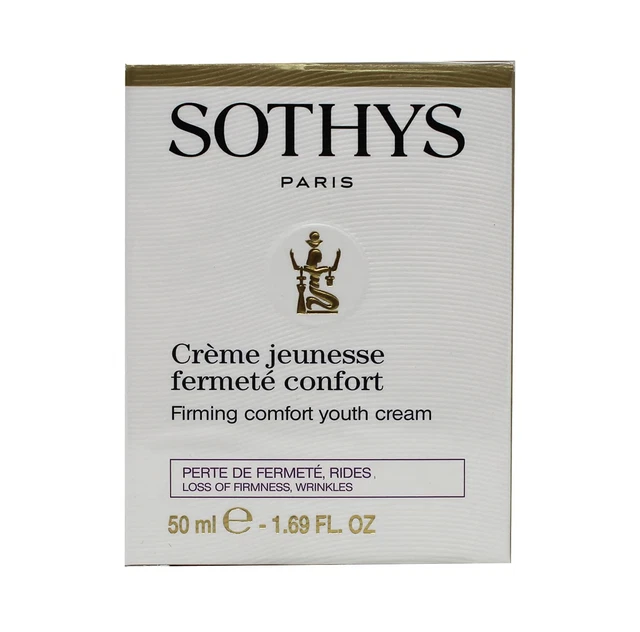 SOTHYS
PARIS
Crème jeunesse
fermeté confort
Firming comfort youth cream
PERTE DE FERMETÉ, RIDES,
LOSS OF FIRMNESS, WRINKLES
50 ml ℮ - 1.69 FL. OZ